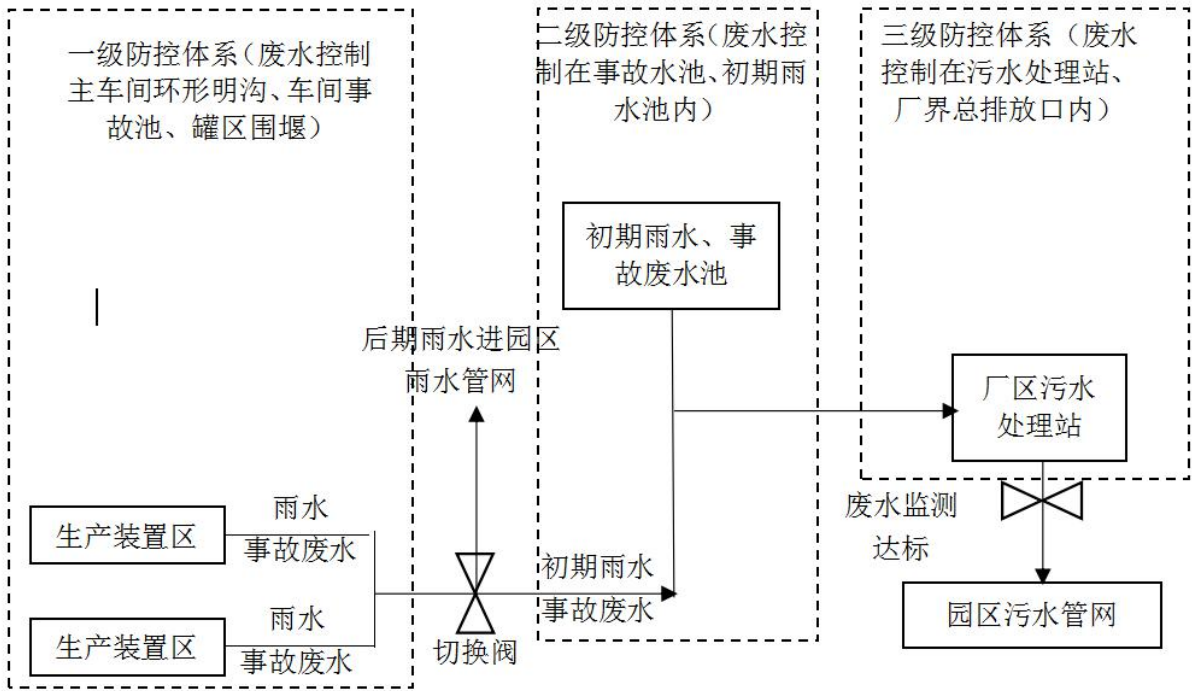 一级防控体系（废水控制
主车间环形明沟、车间事
故池、罐区围堰）
二级防控体系（废水控
制在事故水池、初期雨
水池内）
三级防控体系（废水
控制在污水处理站、
厂界总排放口内）
初期雨水、事
故废水池
后期雨水进园区
雨水管网
厂区污水
处理站
生产装置区
雨水
事故废水
生产装置区
雨水
事故废水
切换阀
初期雨水
事故废水
废水监测
达标
园区污水管网